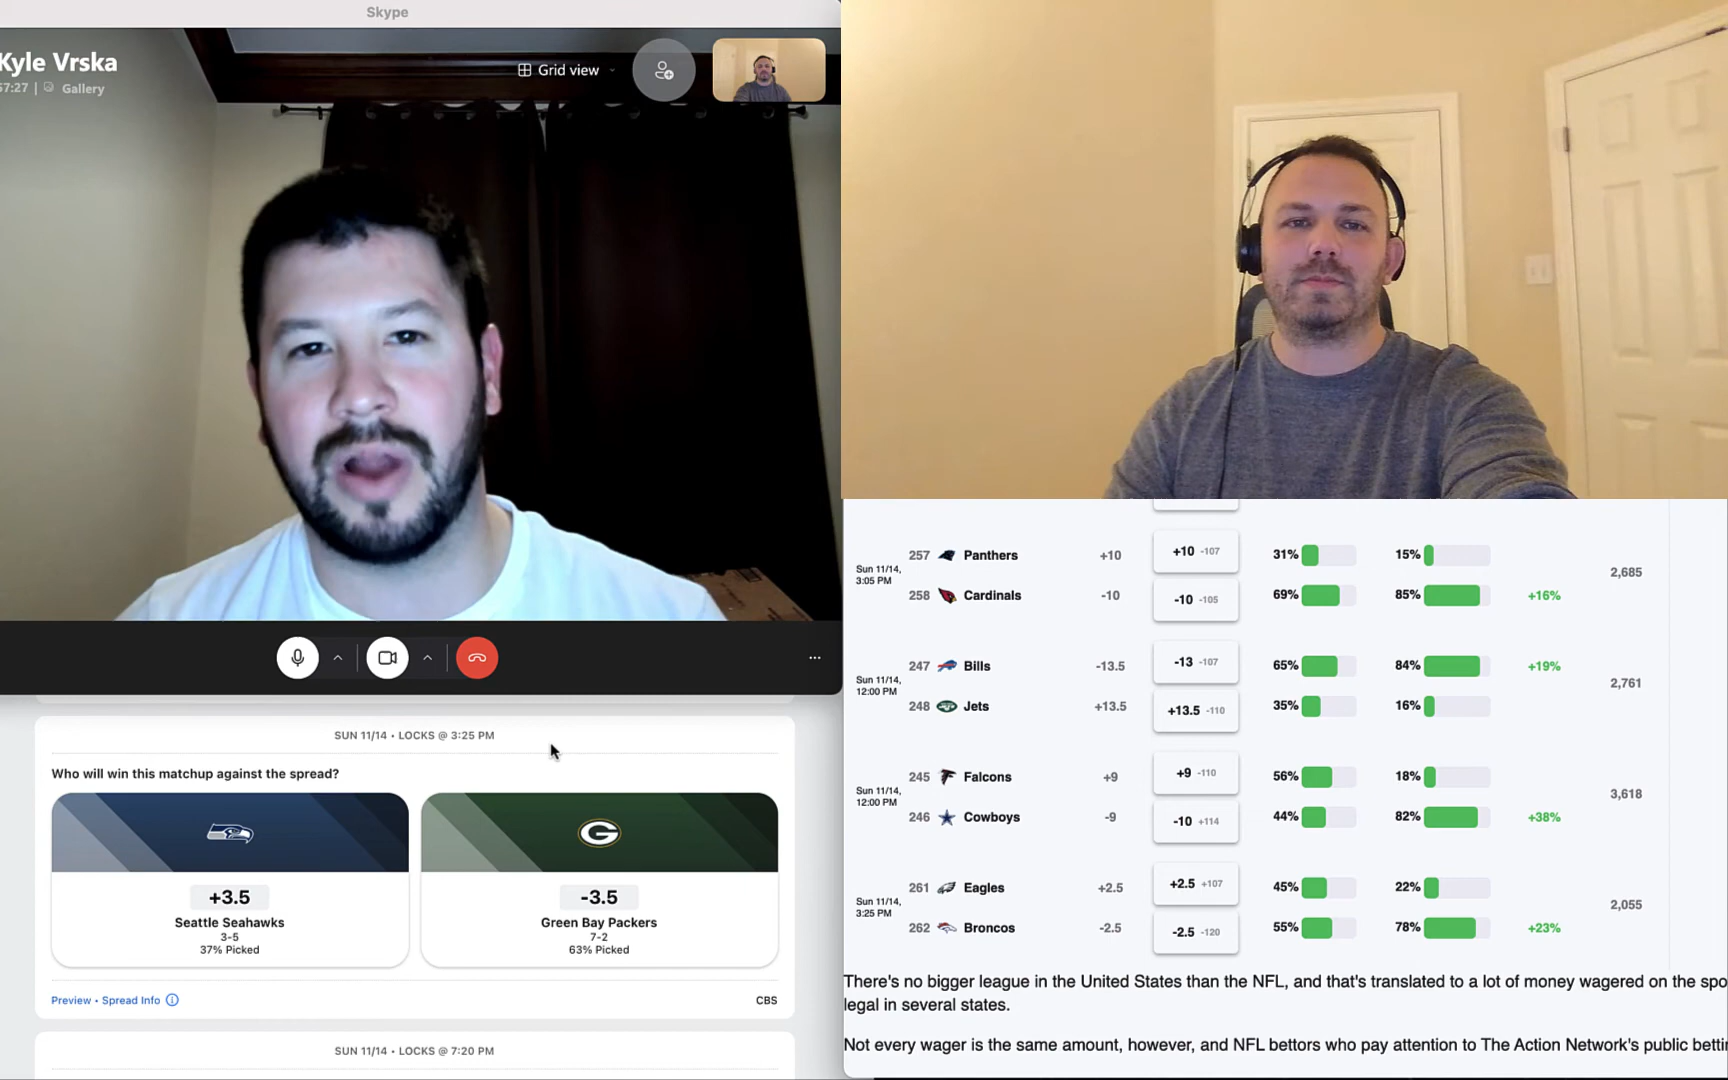 Skype
Kyle Vrska
57:27 | Gallery
Grid view
SUN 11/14 • LOCKS @ 3:25 PM
Who will win this matchup against the spread?
+3.5
Seattle Seahawks
3-5
37% Picked
-3.5
Green Bay Packers
7-2
63% Picked
Preview • Spread Info
CBS
SUN 11/14 • LOCKS @ 7:20 PM
Sun 11/14,
3:05 PM
257 Panthers +10 +10 -107 31% 15%
258 Cardinals -10 -10 -105 69% 85% +16%
2,685
Sun 11/14,
12:00 PM
247 Bills -13.5 -13 -107 65% 84% +19%
248 Jets +13.5 +13.5 -110 35% 16%
2,761
Sun 11/14,
12:00 PM
245 Falcons +9 +9 -110 56% 18%
246 Cowboys -9 -10 +114 44% 82% +38%
3,618
Sun 11/14,
3:25 PM
261 Eagles +2.5 +2.5 +107 45% 22%
262 Broncos -2.5 -2.5 -120 55% 78% +23%
2,055
There's no bigger league in the United States than the NFL, and that's translated to a lot of money wagered on the spo
legal in several states.
Not every wager is the same amount, however, and NFL bettors who pay attention to The Action Network's public betti